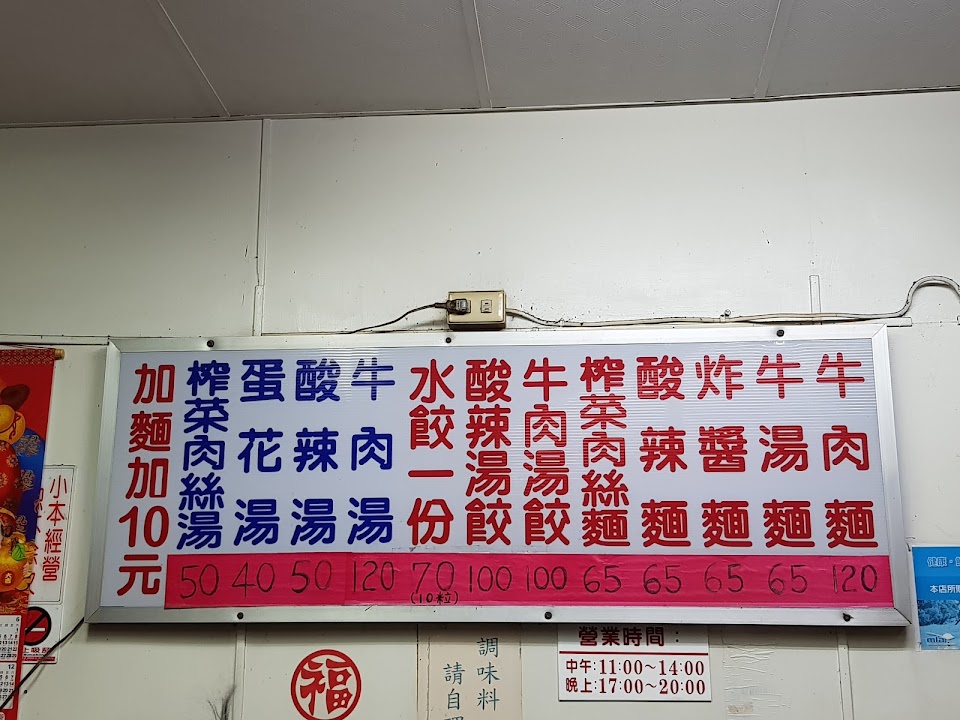 牛肉麵 120
牛湯麵 65
炸醬麵 65
酸辣麵 65
榨菜肉絲麵 65
牛肉湯餃 100
酸辣湯餃 100
水餃一份 70
(10粒)
牛肉湯 120
酸辣湯 50
蛋花湯 40
榨菜肉絲湯 50
加麵加10元
小本經營
營業時間：
中午:11:00~14:00
晚上:17:00~20:00
調味料
請自
福
健康。
本店所